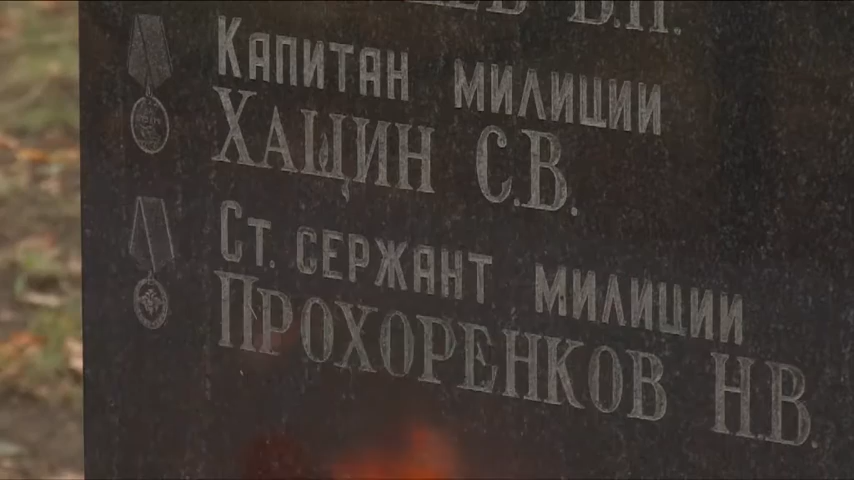 В.П.
Капитан милиции
ХАЦИН С.В.
Ст. сержант милиции
ПРОХОРЕНКОВ Н.В.